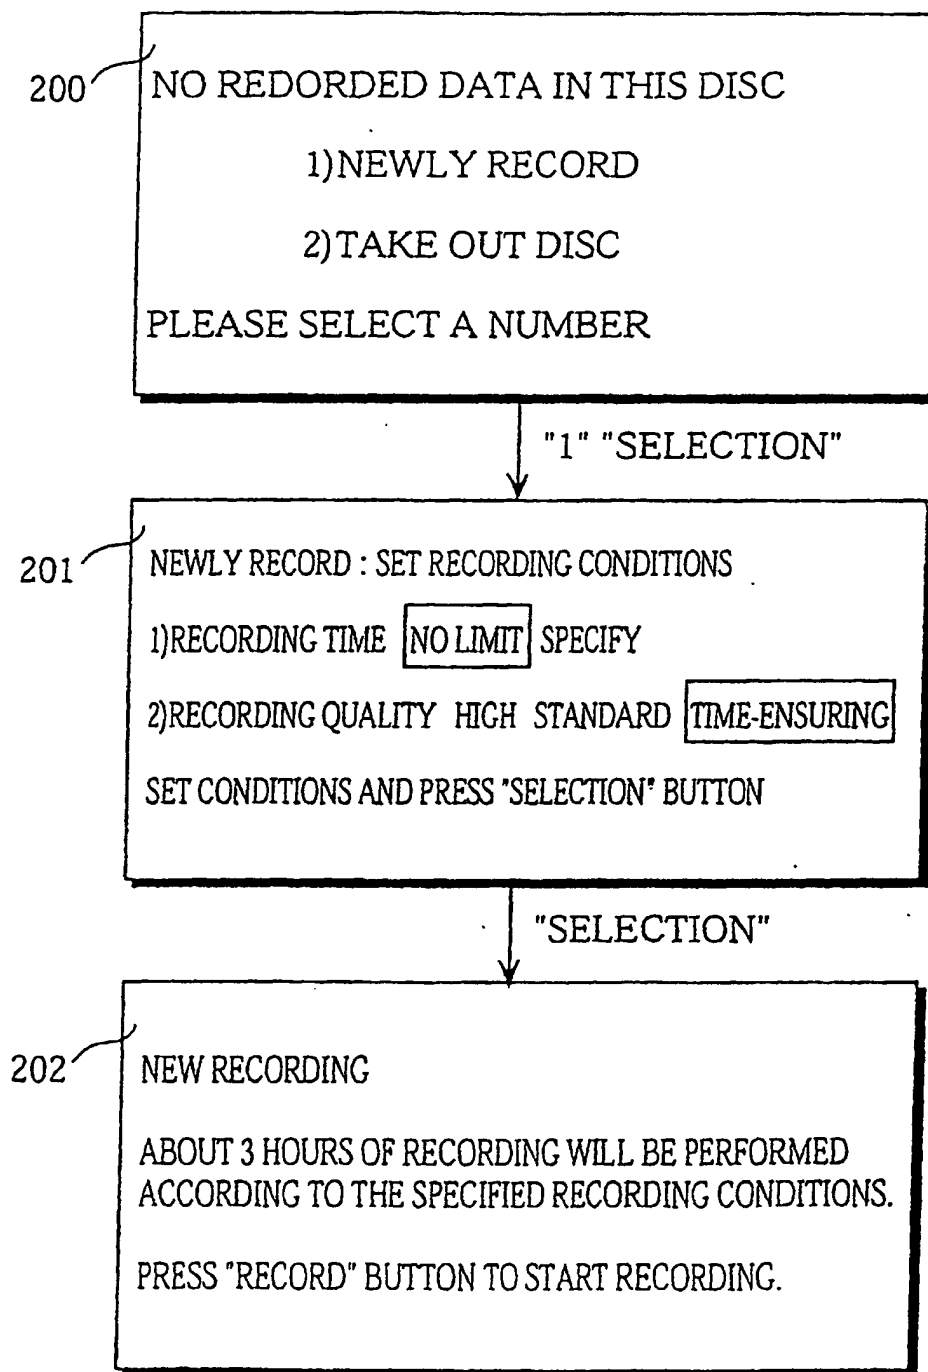 200
NO REDORDED DATA IN THIS DISC
1)NEWLY RECORD
2)TAKE OUT DISC
PLEASE SELECT A NUMBER
"1" "SELECTION"
201
NEWLY RECORD : SET RECORDING CONDITIONS
1)RECORDING TIME NO LIMIT SPECIFY
2)RECORDING QUALITY HIGH STANDARD TIME-ENSURING
SET CONDITIONS AND PRESS "SELECTION" BUTTON
"SELECTION"
202
NEW RECORDING
ABOUT 3 HOURS OF RECORDING WILL BE PERFORMED
ACCORDING TO THE SPECIFIED RECORDING CONDITIONS.
PRESS "RECORD" BUTTON TO START RECORDING.